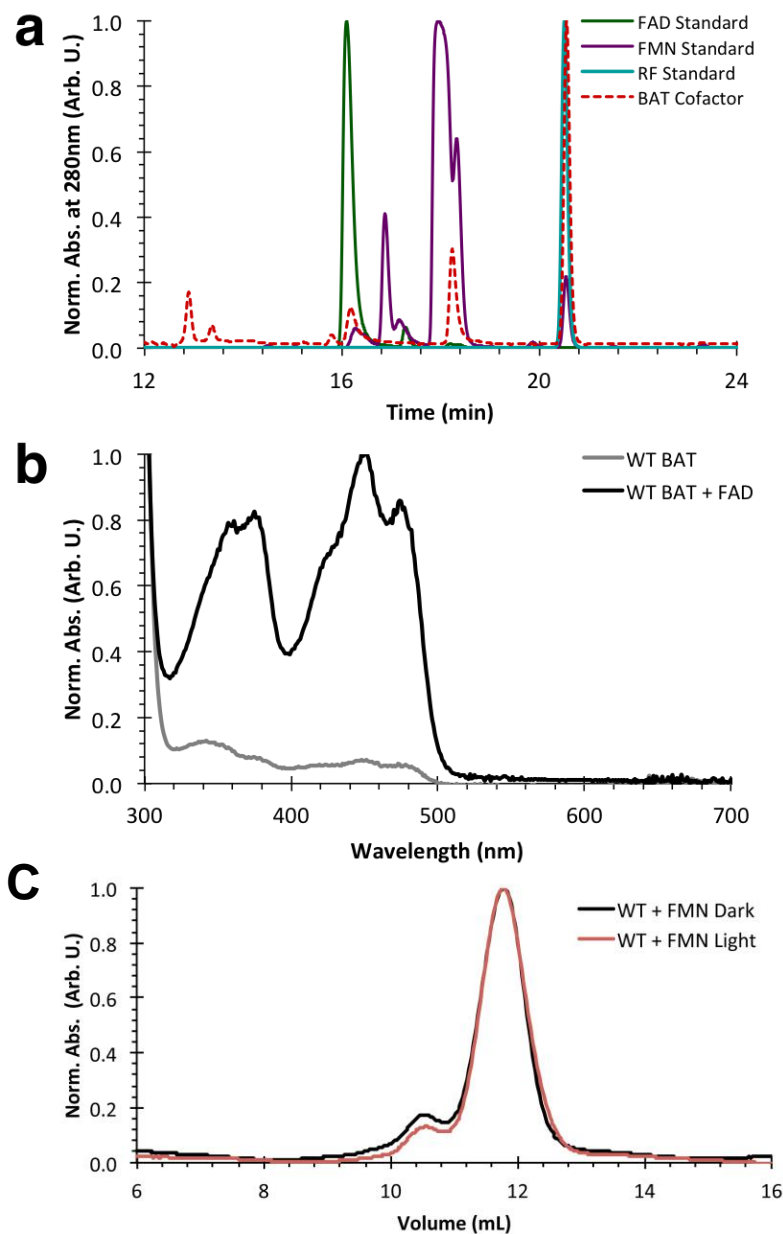 a
FAD Standard
FMN Standard
RF Standard
BAT Cofactor
Norm. Abs. at 280nm (Arb. U.)
1.0
0.8
0.6
0.4
0.2
0.0
12 16 20 24
Time (min)
b
WT BAT
WT BAT + FAD
Norm. Abs. (Arb. U.)
1.0
0.8
0.6
0.4
0.2
0.0
300 400 500 600 700
Wavelength (nm)
C
WT + FMN Dark
WT + FMN Light
Norm. Abs. (Arb. U.)
1.0
0.8
0.6
0.4
0.2
0.0
6 8 10 12 14 16
Volume (mL)